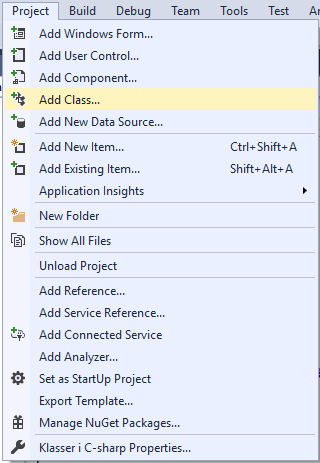 Project Build Debug Team Tools Test
Add Windows Form...
Add User Control...
Add Component...
Add Class...
Add New Data Source...
Add New Item... Ctrl+Shift+A
Add Existing Item... Shift+Alt+A
Application Insights
New Folder
Show All Files
Unload Project
Add Reference...
Add Service Reference...
Add Connected Service
Add Analyzer...
Set as StartUp Project
Export Template...
Manage NuGet Packages...
Klasser i C-sharp Properties...